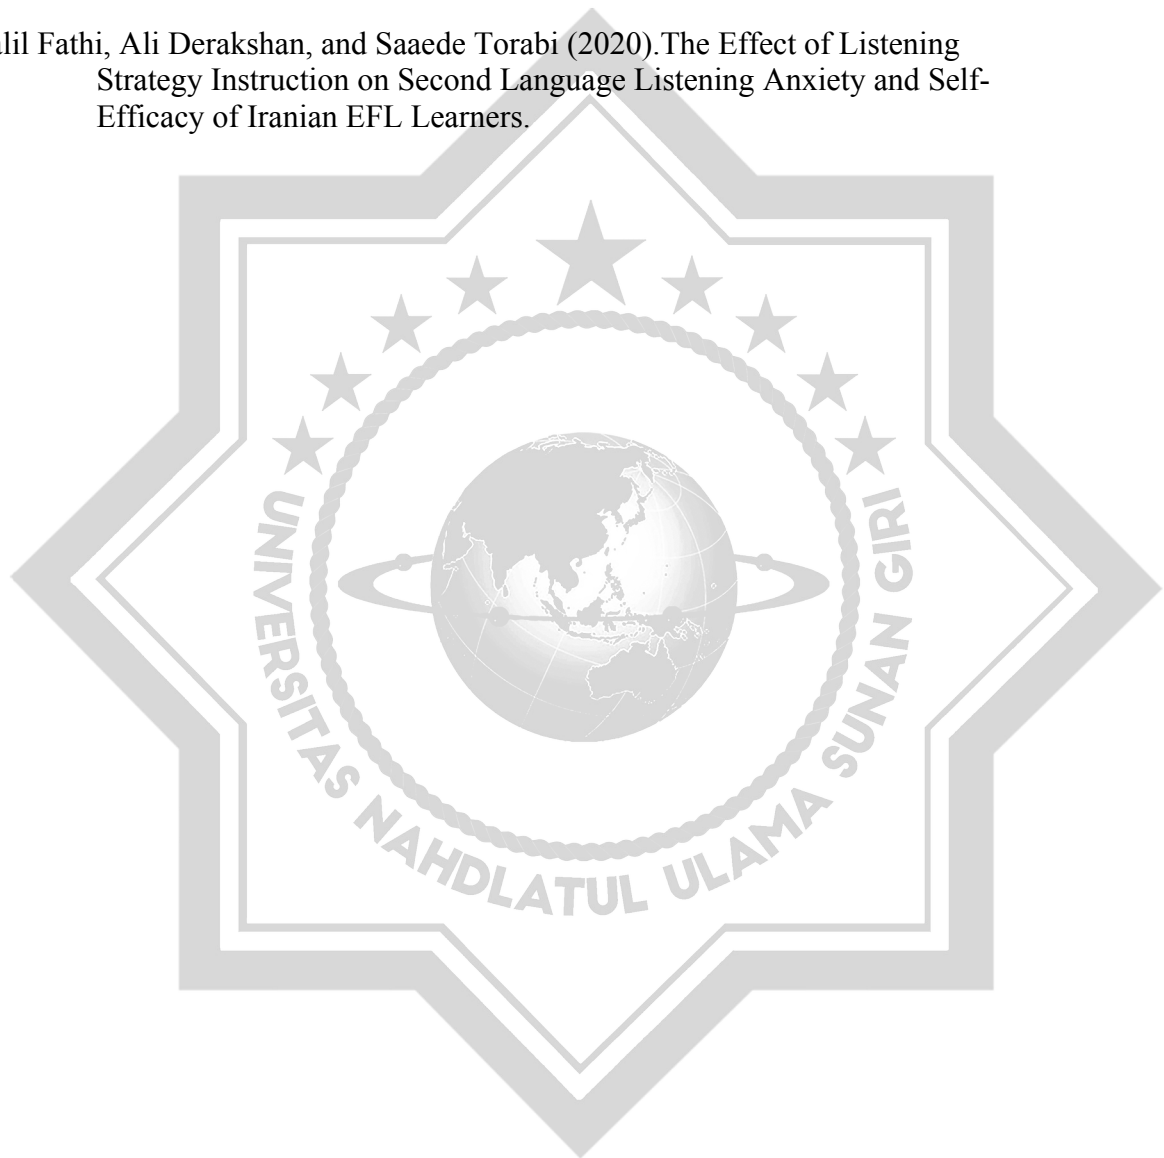 lil Fathi, Ali Derakshan, and Saaede Torabi (2020).The Effect of Listening
Strategy Instruction on Second Language Listening Anxiety and Self-
Efficacy of Iranian EFL Learners.
UNIVERSITAS NAHDLATUL ULAMA SUNAN GIRI